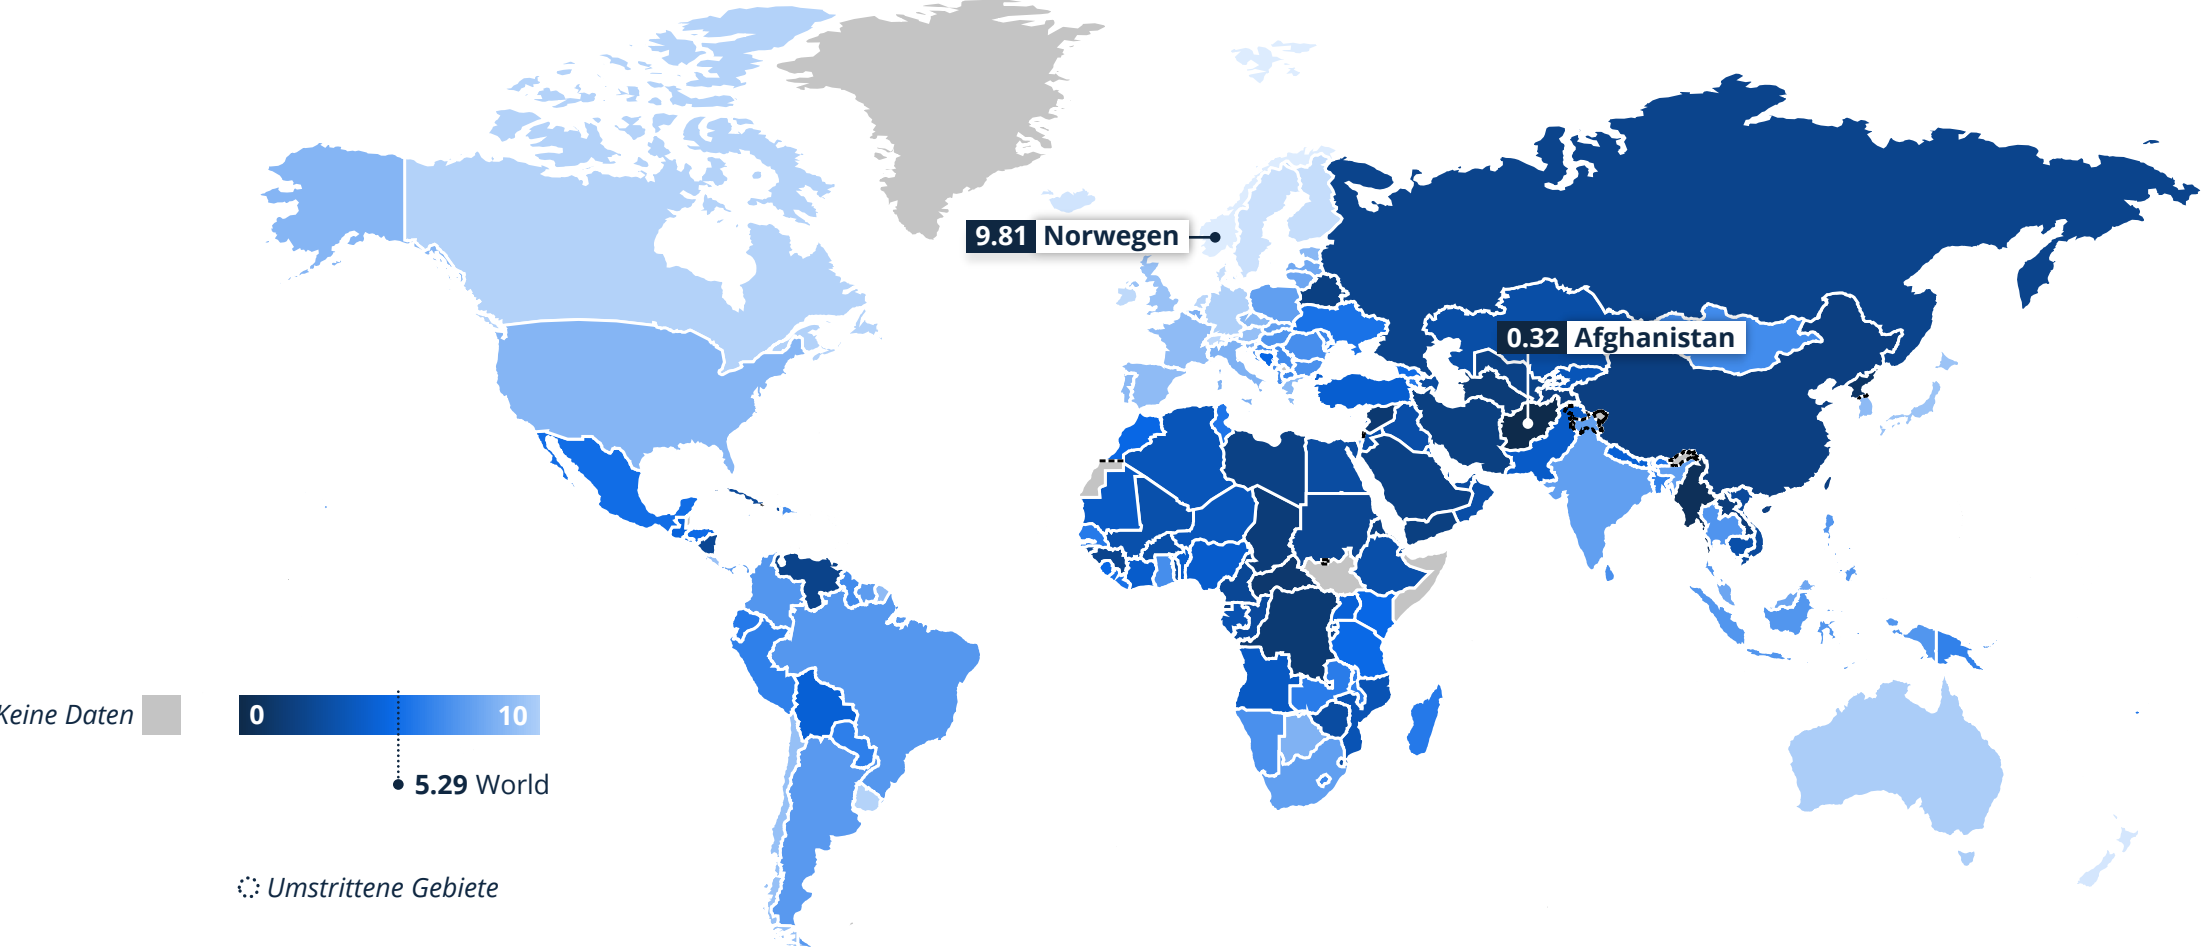 9.81 Norwegen
0.32 Afghanistan
Keine Daten
0 10
5.29 World
Umstrittene Gebiete